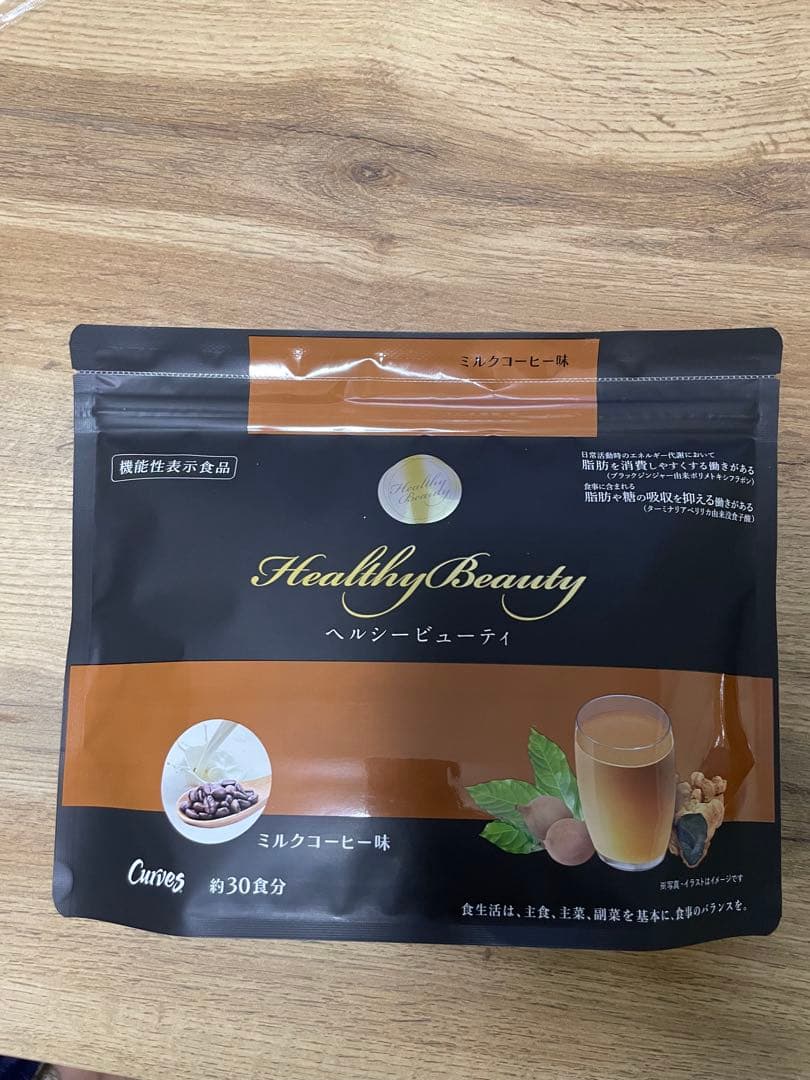 ミルクコーヒー味
機能性表示食品
Healthy
Beauty
日常活動時のエネルギー代謝において
脂肪を消費しやすくする働きがある
(ブラックジンジャー由来ポリメトキシフラボン)
食事に含まれる
脂肪や糖の吸収を抑える働きがある
(ターミナリアベリリカ由来没食子酸)
Healthy Beauty
ヘルシービューティ
ミルクコーヒー味
Curves
約30食分
※写真・イラストはイメージです
食生活は、主食、主菜、副菜を基本に、食事のバランスを。